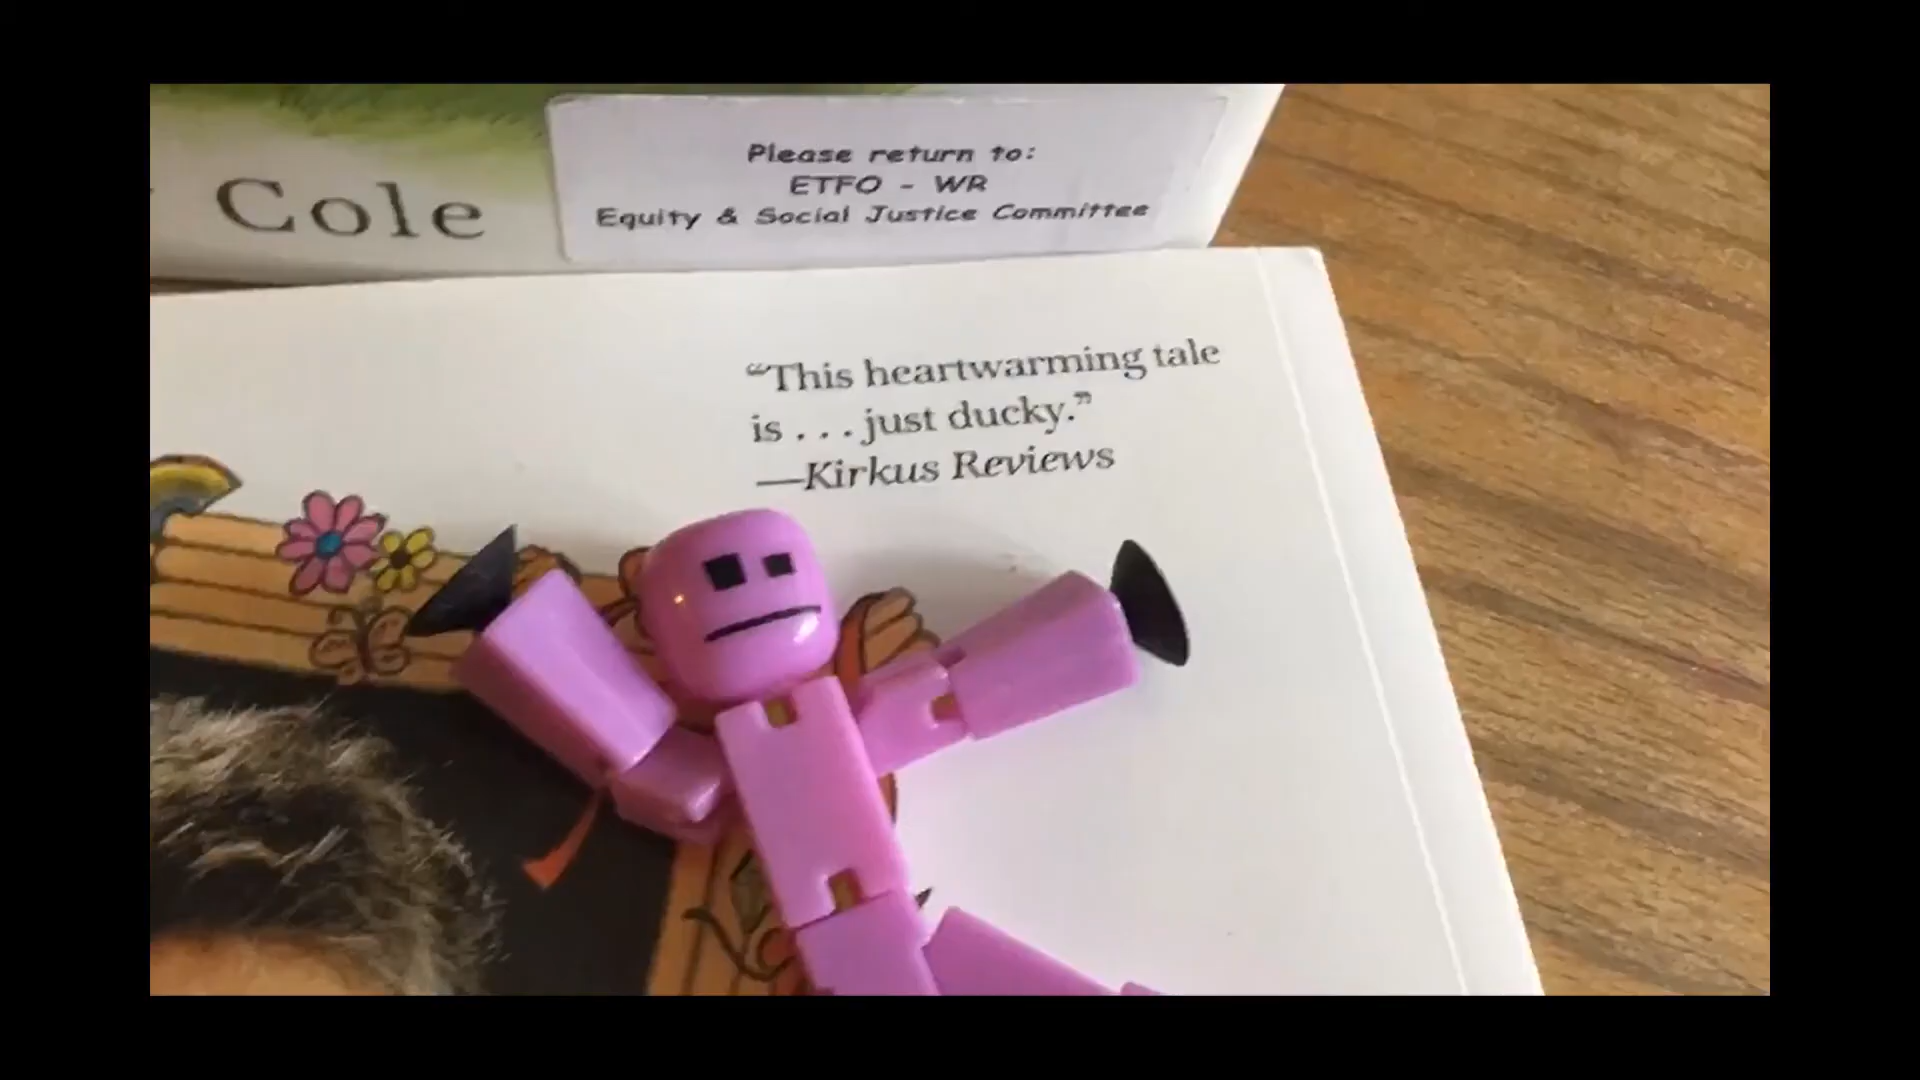 Cole
Please return to:
ETFO - WR
Equity & Social Justice Committee
“This heartwarming tale
is . . . just ducky.”
—Kirkus Reviews